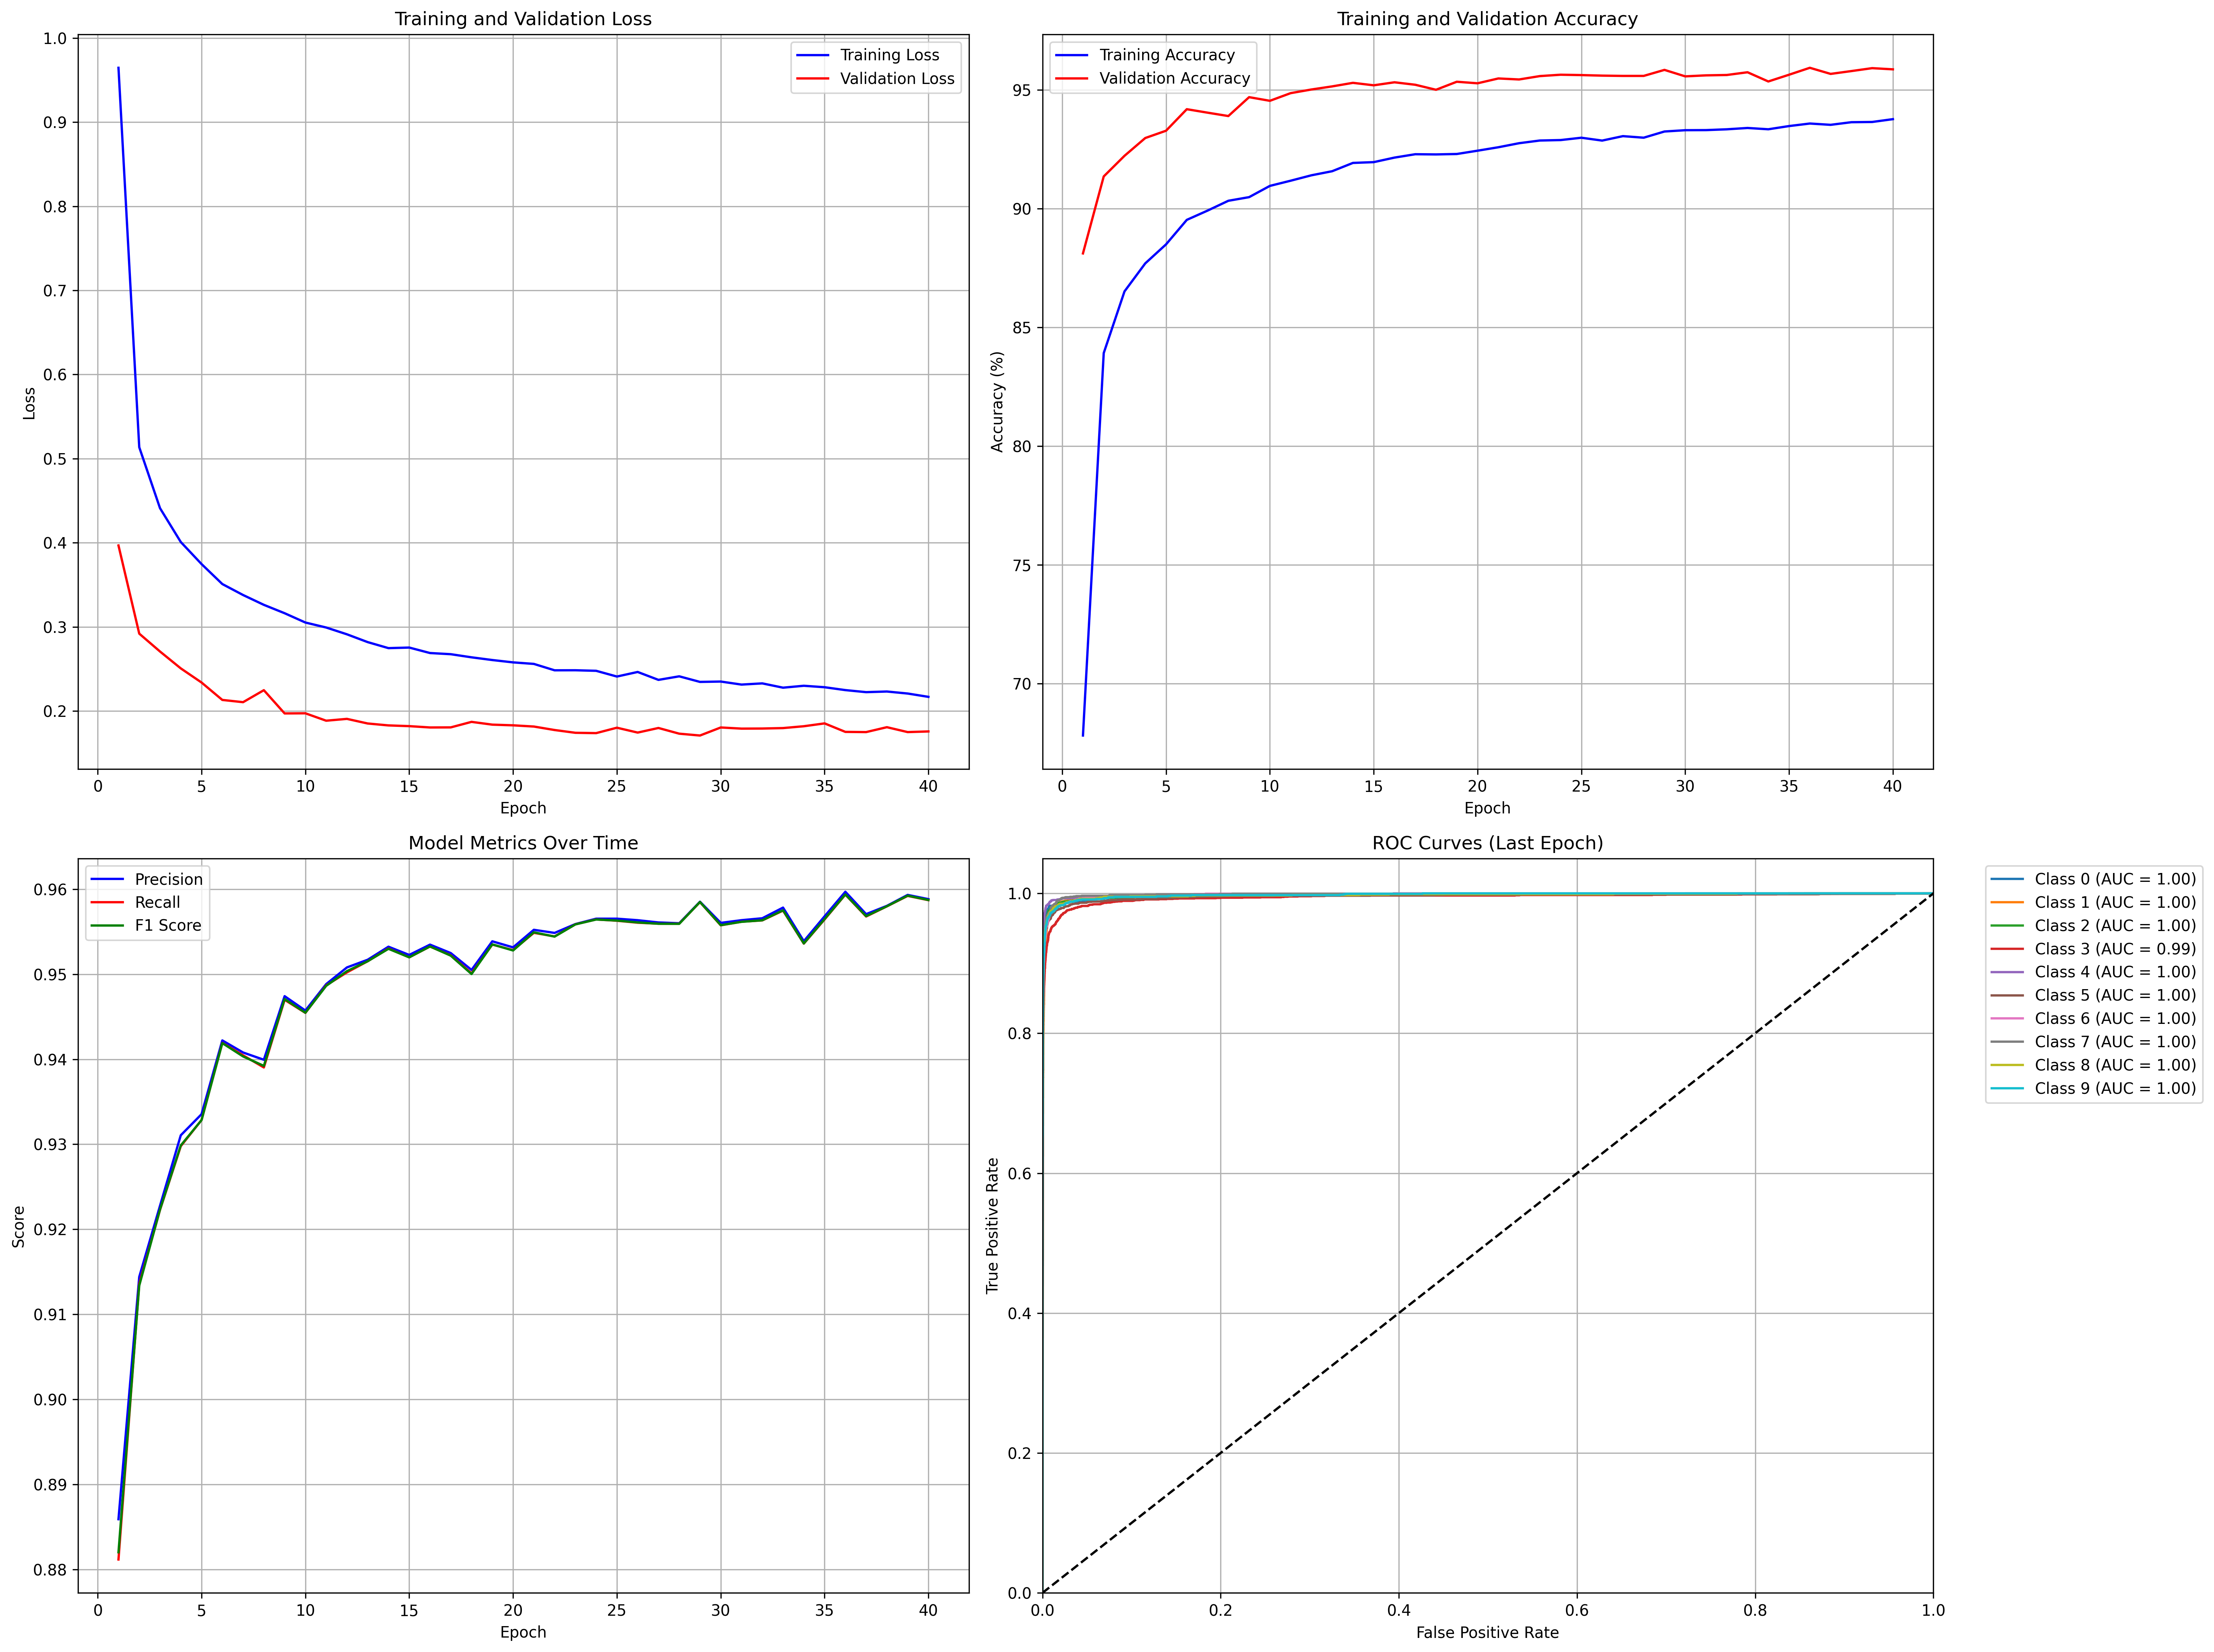 Training and Validation Loss
Training Loss
Validation Loss
1.0
0.9
0.8
0.7
0.6
0.5
0.4
0.3
0.2
Loss
0 5 10 15 20 25 30 35 40
Epoch
Training and Validation Accuracy
Training Accuracy
Validation Accuracy
95
90
85
80
75
70
Accuracy (%)
0 5 10 15 20 25 30 35 40
Epoch
Model Metrics Over Time
Precision
Recall
F1 Score
0.96
0.95
0.94
0.93
0.92
0.91
0.90
0.89
0.88
Score
0 5 10 15 20 25 30 35 40
Epoch
ROC Curves (Last Epoch)
1.0
0.8
0.6
0.4
0.2
0.0
True Positive Rate
0.0 0.2 0.4 0.6 0.8 1.0
False Positive Rate
Class 0 (AUC = 1.00)
Class 1 (AUC = 1.00)
Class 2 (AUC = 1.00)
Class 3 (AUC = 0.99)
Class 4 (AUC = 1.00)
Class 5 (AUC = 1.00)
Class 6 (AUC = 1.00)
Class 7 (AUC = 1.00)
Class 8 (AUC = 1.00)
Class 9 (AUC = 1.00)